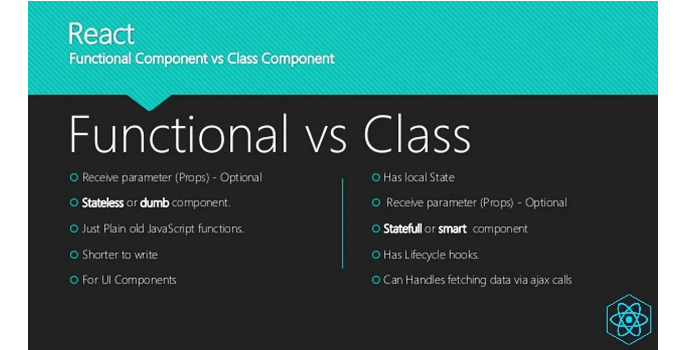 React
Functional Component vs Class Component
Functional vs Class
Receive parameter (Props) - Optional
Stateless or dumb component.
Just Plain old JavaScript functions.
Shorter to write
For UI Components
Has local State
Receive parameter (Props) - Optional
Statefull or smart component
Has Lifecycle hooks.
Can Handles fetching data via ajax calls